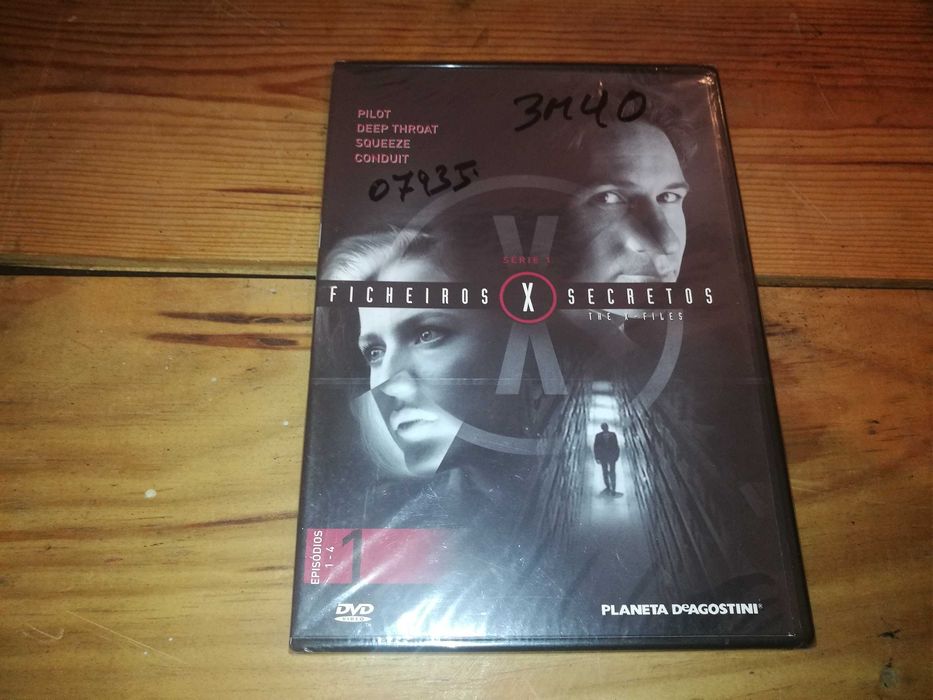 PILOT
DEEP THROAT
SQUEEZE
CONDUIT
3M40
07935.
SÉRIE 1
FICHEIROS X SECRETOS
THE X-FILES
EPISÓDIOS
1 - 4
1
DVD
VIDEO
PLANETA DeAGOSTINI